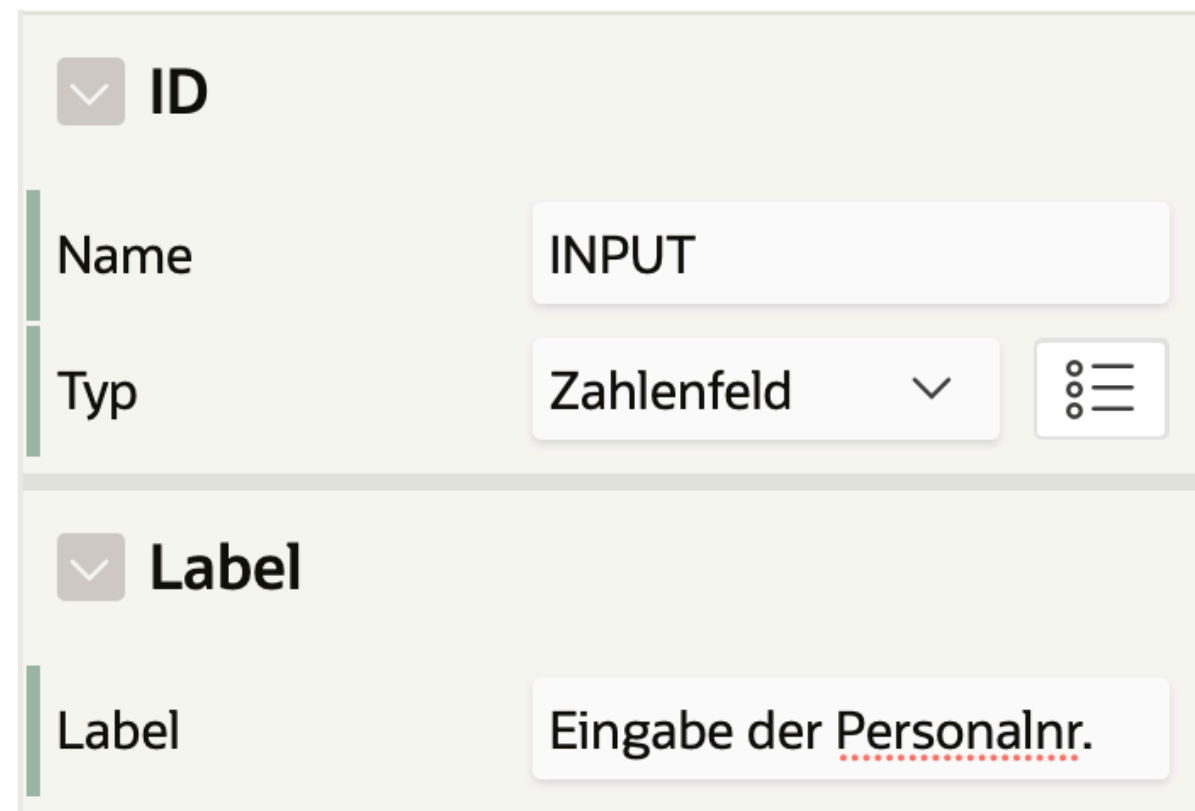 ID
Name INPUT
Typ Zahlenfeld
Label
Label Eingabe der Personalnr.